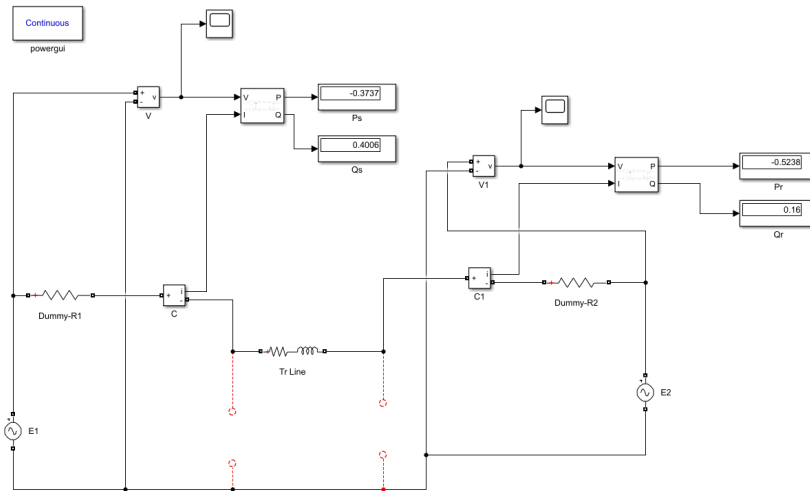 Continuous
powergui
+
-
v
V
V
I
P
Q
-0.3737
Ps
0.4006
Qs
+
-
v
V1
V
I
P
Q
-0.5238
Pr
0.16
Qr
+
Dummy-R1
+
i
-
C
+
i
-
C1
+
Dummy-R2
+
Tr Line
+
E1
+
E2